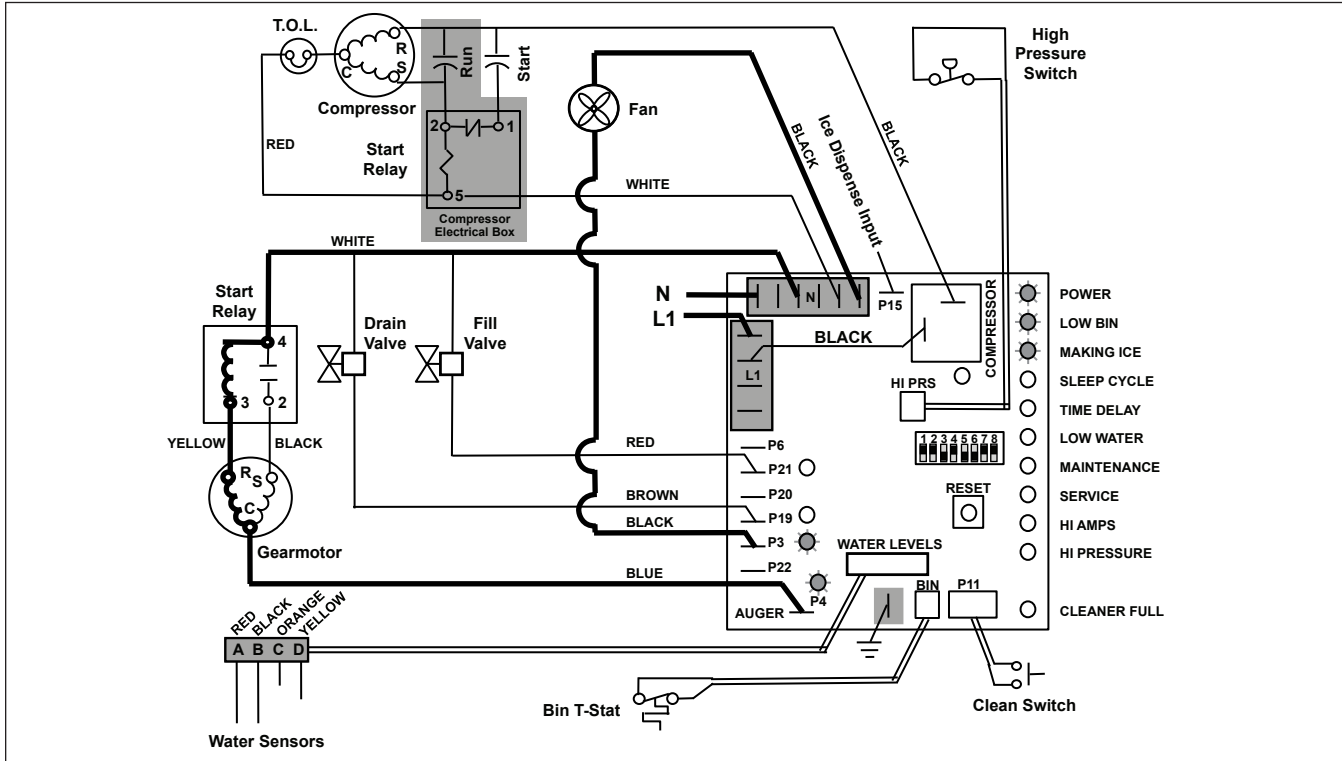 T.O.L.
R
S
C
Compressor
Run
Start
RED
2
1
Start
Relay
5
Compressor
Electrical Box
Fan
BLACK
Ice Dispense Input
BLACK
High
Pressure
Switch
WHITE
WHITE
N
L1
N
P15
BLACK
L1
COMPRESSOR
HI PRS
POWER
LOW BIN
MAKING ICE
SLEEP CYCLE
TIME DELAY
LOW WATER
MAINTENANCE
SERVICE
HI AMPS
HI PRESSURE
CLEANER FULL
Start
Relay
4
3
2
Drain
Valve
Fill
Valve
YELLOW
BLACK
R
S
C
Gearmotor
RED
BROWN
BLACK
BLUE
P6
P21
P20
P19
P3
P22
P4
AUGER
1 2 3 4 5 6 7 8
RESET
WATER LEVELS
BIN
P11
RED
BLACK
ORANGE
YELLOW
A B C D
Water Sensors
Bin T-Stat
Clean Switch